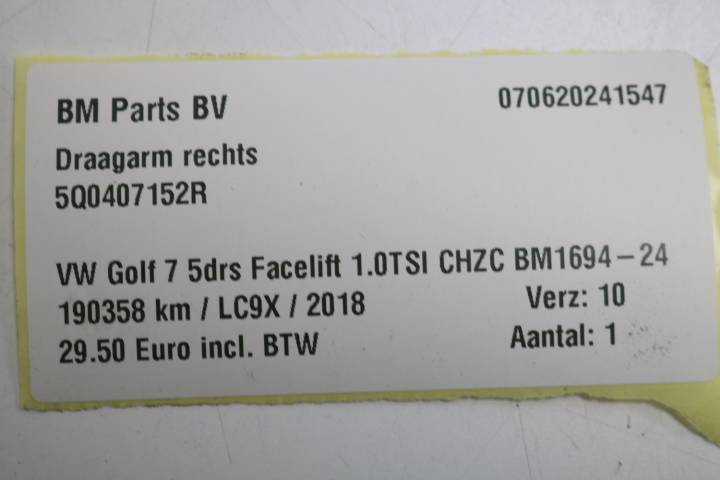 BM Parts BV 070620241547
Draagarm rechts
5Q0407152R
VW Golf 7 5drs Facelift 1.0TSI CHZC BM1694-24
190358 km / LC9X / 2018 Verz: 10
29.50 Euro incl. BTW Aantal: 1